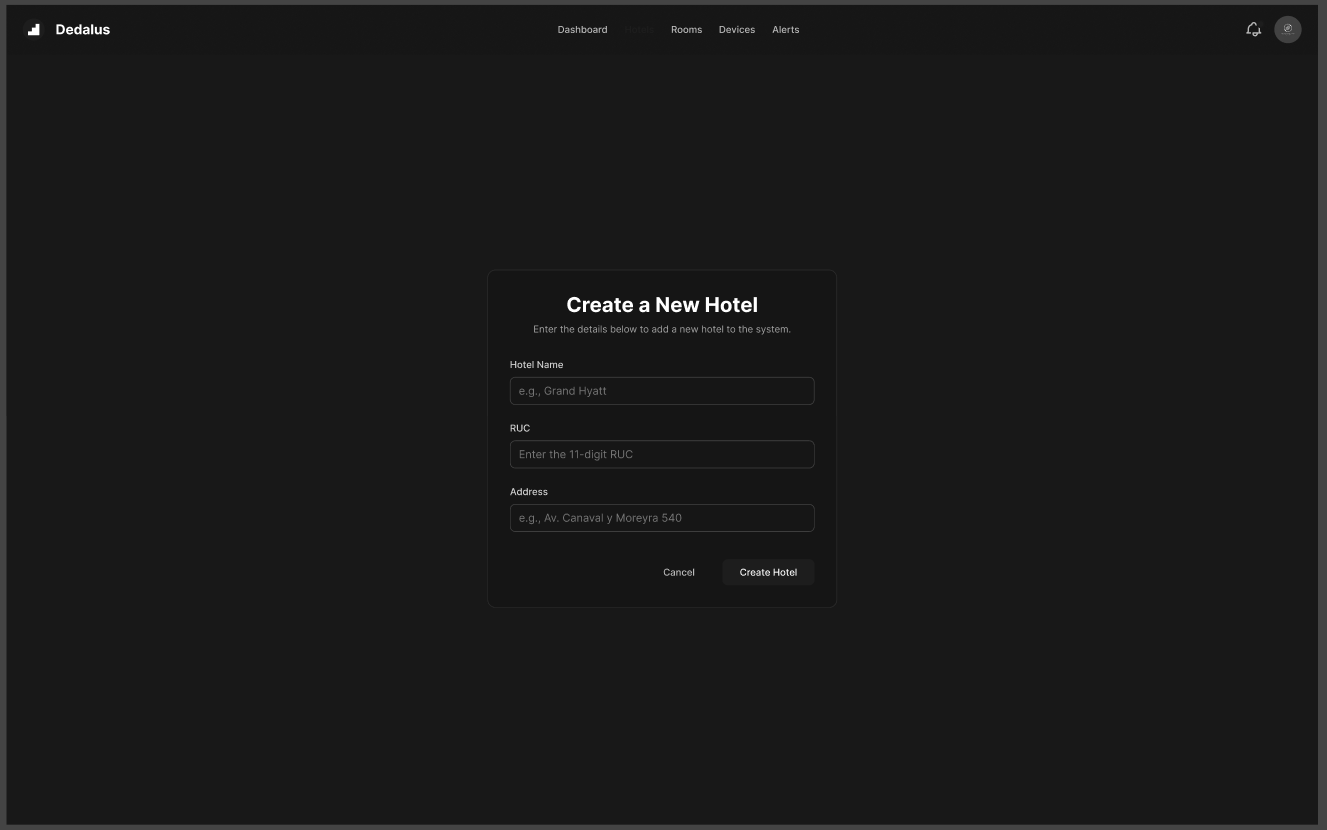 Dedalus
Dashboard
Rooms
Devices
Alerts
Create a New Hotel
Enter the details below to add a new hotel to the system.
Hotel Name
e.g., Grand Hyatt
RUC
Enter the 11-digit RUC
Address
e.g., Av. Canaval y Moreyra 540
Cancel
Create Hotel